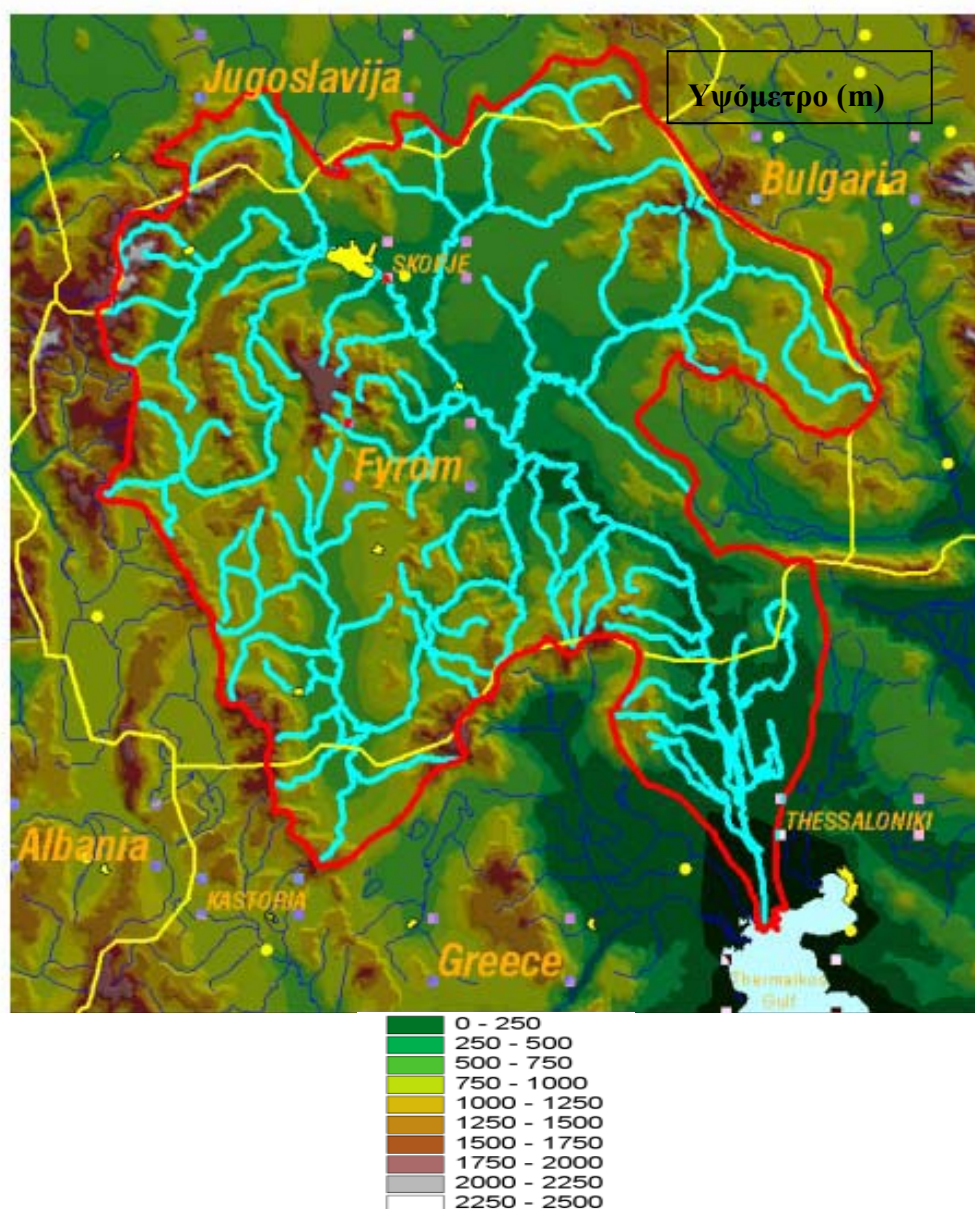 Jugoslavija
Υψόμετρο (m)
Bulgaria
SKOPJE
Fyrom
THESSALONIKI
Albania
KASTORIA
Greece
Thermaikos
Gulf
0 - 250
250 - 500
500 - 750
750 - 1000
1000 - 1250
1250 - 1500
1500 - 1750
1750 - 2000
2000 - 2250
2250 - 2500